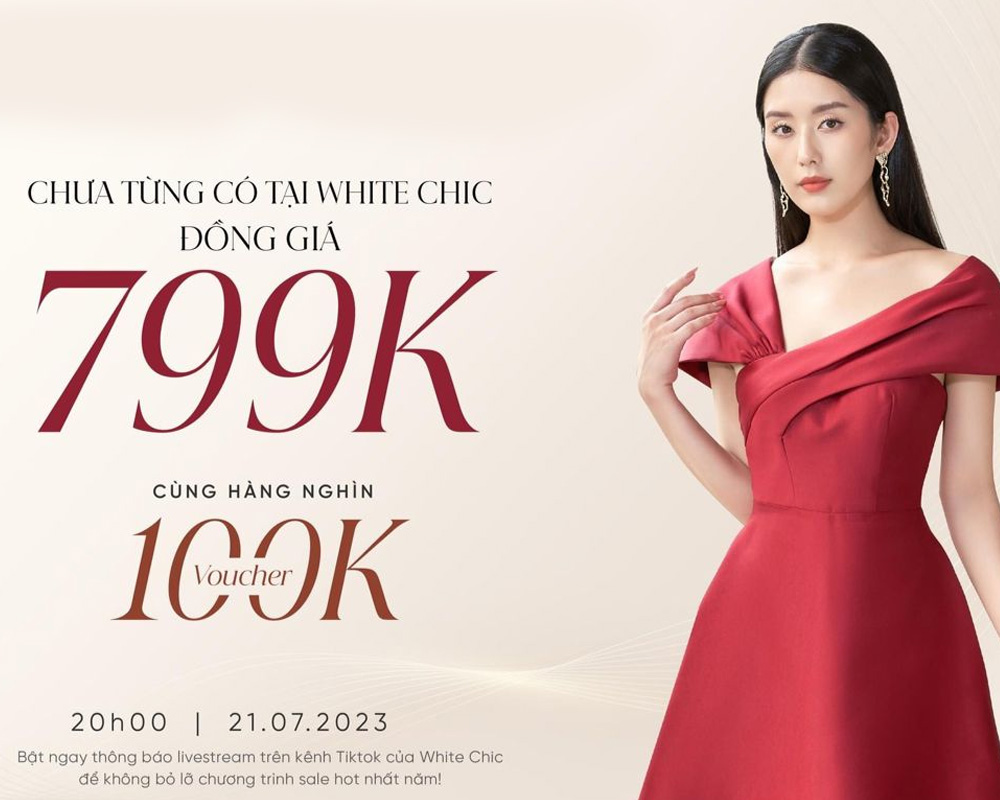 CHƯA TỪNG CÓ TẠI WHITE CHIC
ĐỒNG GIÁ
799K
CÙNG HÀNG NGHÌN
100K
Voucher
20h00 | 21.07.2023
Bật ngay thông báo livestream trên kênh Tiktok của White Chic
để không bỏ lỡ chương trình sale hot nhất năm!